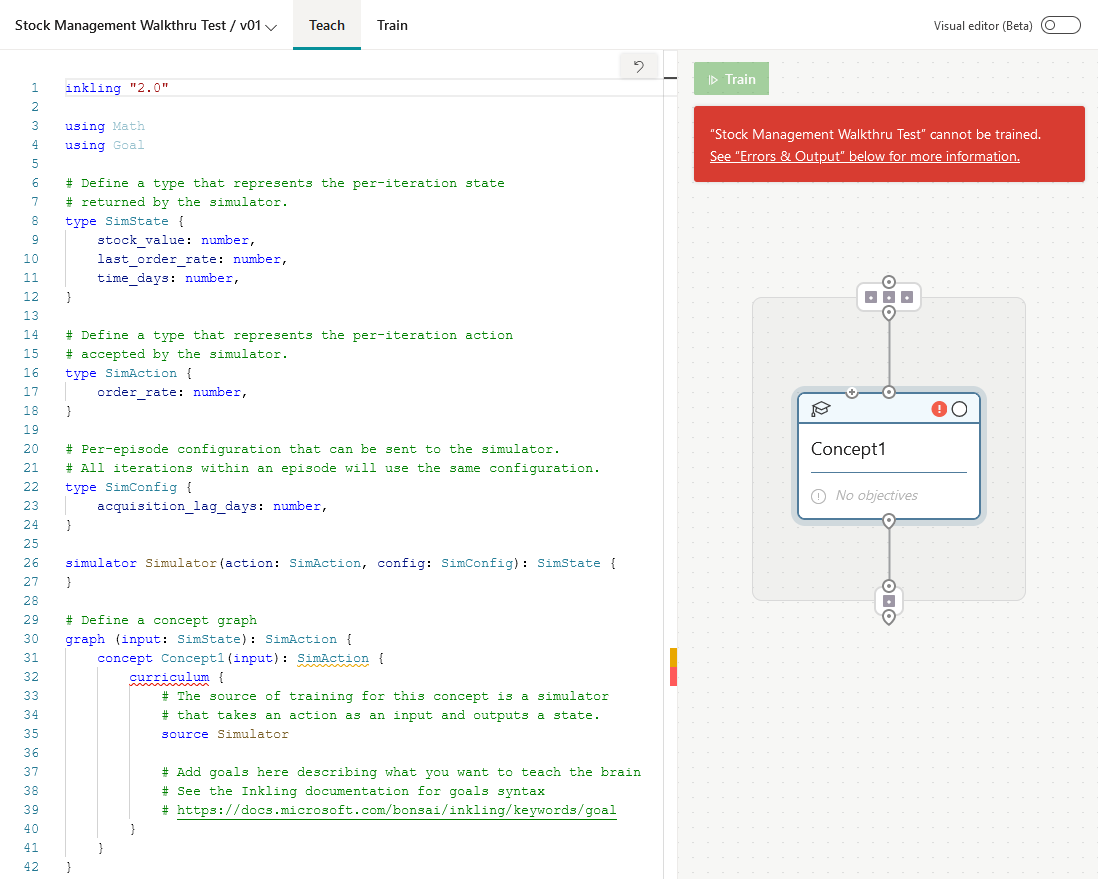 Stock Management Walkthru Test / v01
Teach
Train
Visual editor (Beta)
1 inkling "2.0"
2
3 using Math
4 using Goal
5
6 # Define a type that represents the per-iteration state
7 # returned by the simulator.
8 type SimState {
9 stock_value: number,
10 last_order_rate: number,
11 time_days: number,
12 }
13
14 # Define a type that represents the per-iteration action
15 # accepted by the simulator.
16 type SimAction {
17 order_rate: number,
18 }
19
20 # Per-episode configuration that can be sent to the simulator.
21 # All iterations within an episode will use the same configuration.
22 type SimConfig {
23 acquisition_lag_days: number,
24 }
25
26 simulator Simulator(action: SimAction, config: SimConfig): SimState {
27 }
28
29 # Define a concept graph
30 graph (input: SimState): SimAction {
31 concept Concept1(input): SimAction {
32 curriculum {
33 # The source of training for this concept is a simulator
34 # that takes an action as an input and outputs a state.
35 source Simulator
36
37 # Add goals here describing what you want to teach the brain
38 # See the Inkling documentation for goals syntax
39 # https://docs.microsoft.com/bonsai/inkling/keywords/goal
40 }
41 }
42 }
Train
"Stock Management Walkthru Test" cannot be trained.
See "Errors & Output" below for more information.
Concept1
No objectives